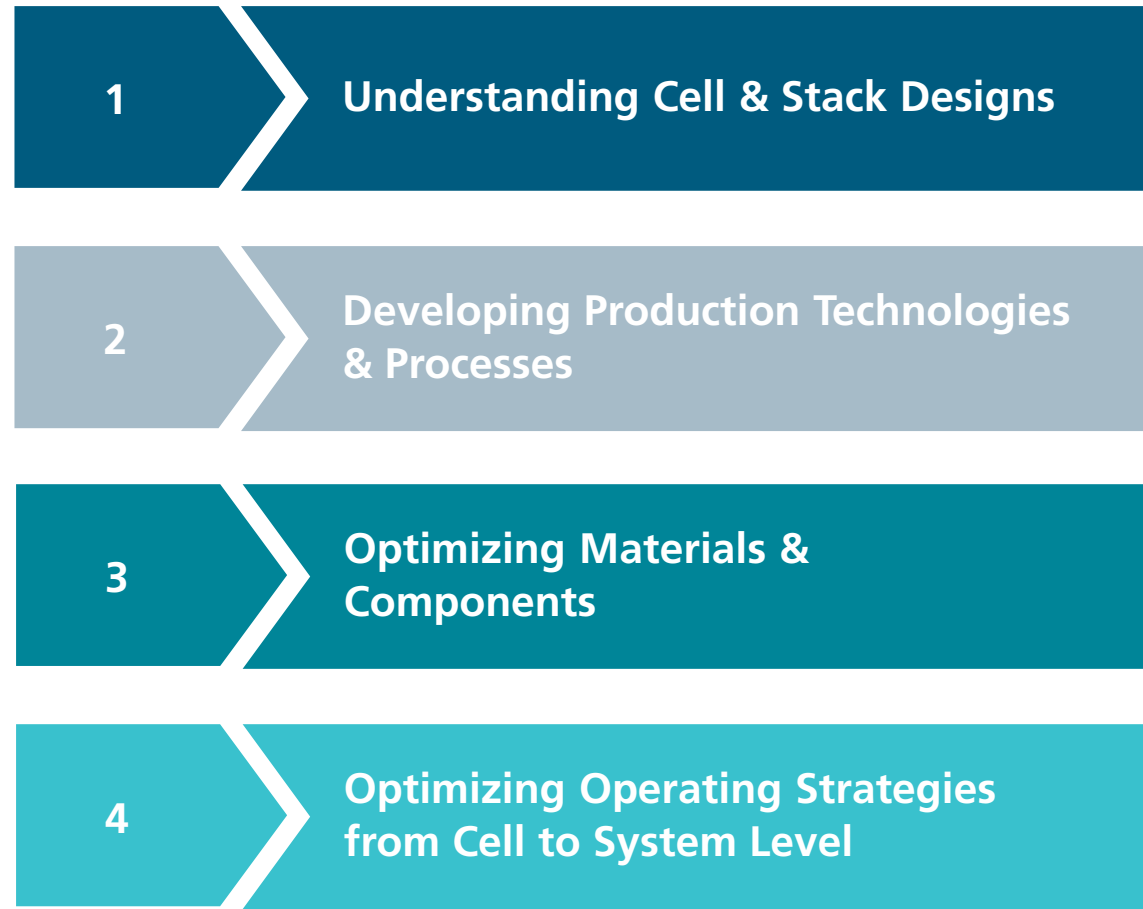 1
Understanding Cell & Stack Designs
2
Developing Production Technologies
& Processes
3
Optimizing Materials &
Components
4
Optimizing Operating Strategies
from Cell to System Level